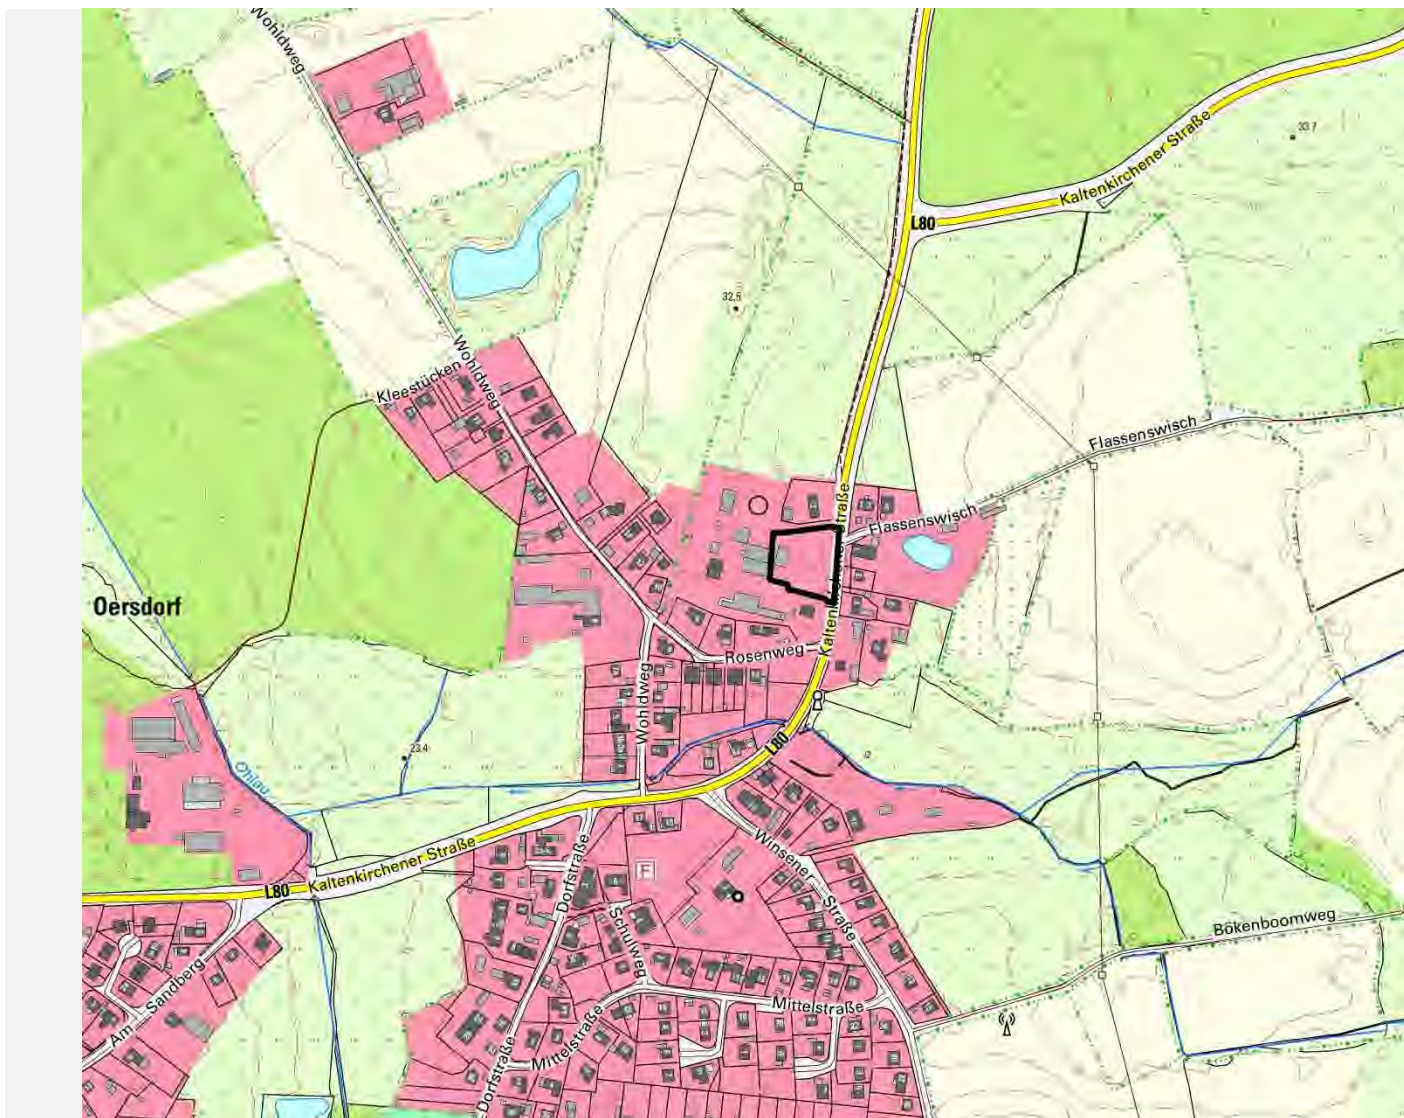 Wohldweg
Kaltenkirchener Straße
33.7
L80
32,5
Wohldweg
Kleestücken
Flassenswisch
Flassenswisch
Kaltenkirchener Straße
Oersdorf
Rosenweg
Wohldweg
L80
23.4
Ohlau
Kaltenkirchener Straße
L80
Winsener Straße
Dorfstraße
F
Schulweg
Bökenboomweg
Am Sandberg
Mittelstraße
Mittelstraße
Dorfstraße